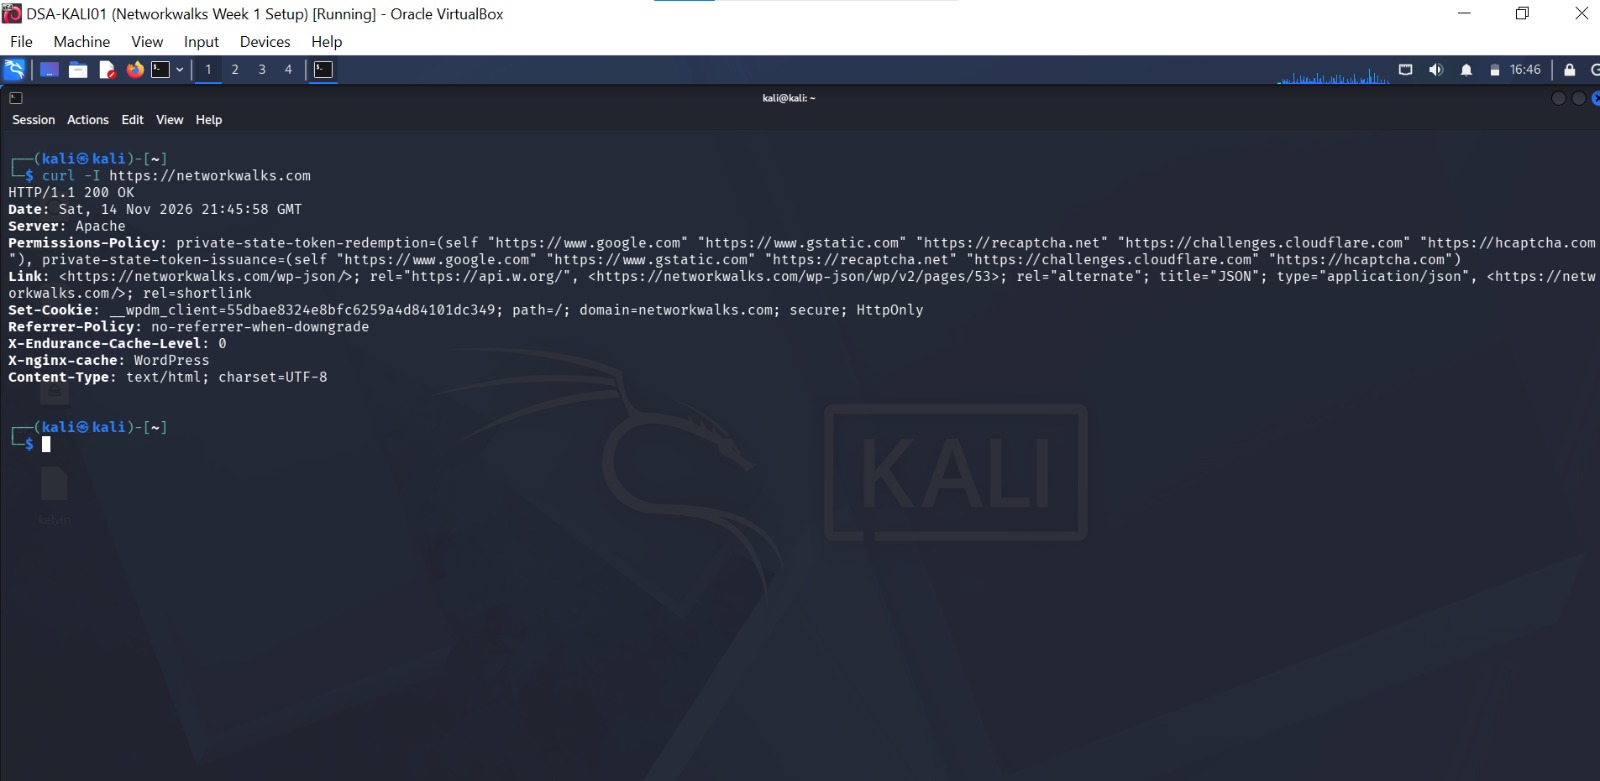 DSA-KALI01 (Networkwalks Week 1 Setup) [Running] - Oracle VirtualBox
File Machine View Input Devices Help
1 2 3 4 16:46
kali@kali: ~
Session Actions Edit View Help
┌──(kali㉿kali)-[~]
└─$ curl -I https://networkwalks.com
HTTP/1.1 200 OK
Date: Sat, 14 Nov 2026 21:45:58 GMT
Server: Apache
Permissions-Policy: private-state-token-redemption=(self "https://www.google.com" "https://www.gstatic.com" "https://recaptcha.net" "https://challenges.cloudflare.com" "https://hcaptcha.com
"), private-state-token-issuance=(self "https://www.google.com" "https://www.gstatic.com" "https://recaptcha.net" "https://challenges.cloudflare.com" "https://hcaptcha.com")
Link: <https://networkwalks.com/wp-json/>; rel="https://api.w.org/", <https://networkwalks.com/wp-json/wp/v2/pages/53>; rel="alternate"; title="JSON"; type="application/json", <https://netw
orkwalks.com/>; rel=shortlink
Set-Cookie: __wpdm_client=55dbae8324e8bfc6259a4d84101dc349; path=/; domain=networkwalks.com; secure; HttpOnly
Referrer-Policy: no-referrer-when-downgrade
X-Endurance-Cache-Level: 0
X-nginx-cache: WordPress
Content-Type: text/html; charset=UTF-8
┌──(kali㉿kali)-[~]
└─$
KALI